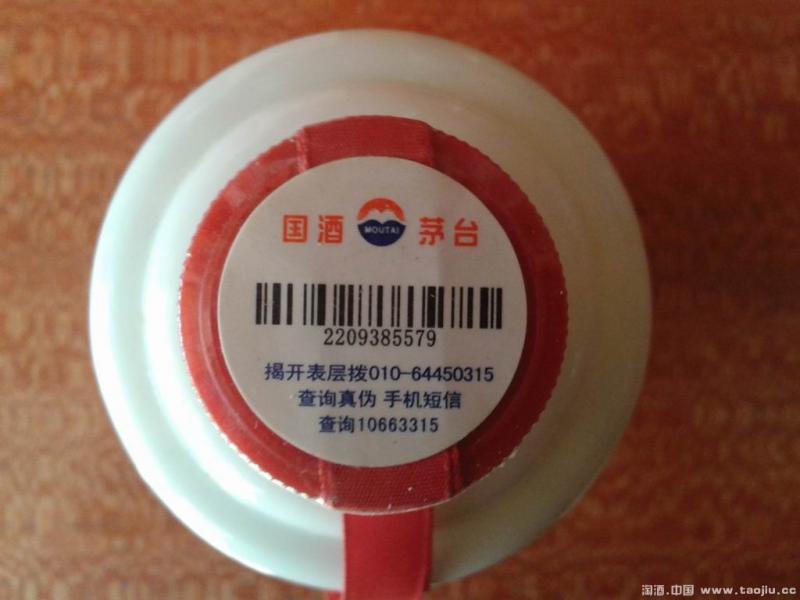 国酒 MOUTAI 茅台
2209385579
揭开表层拨010-64450315
查询真伪 手机短信
查询10663315
淘酒.中国 www.taojiu.cc